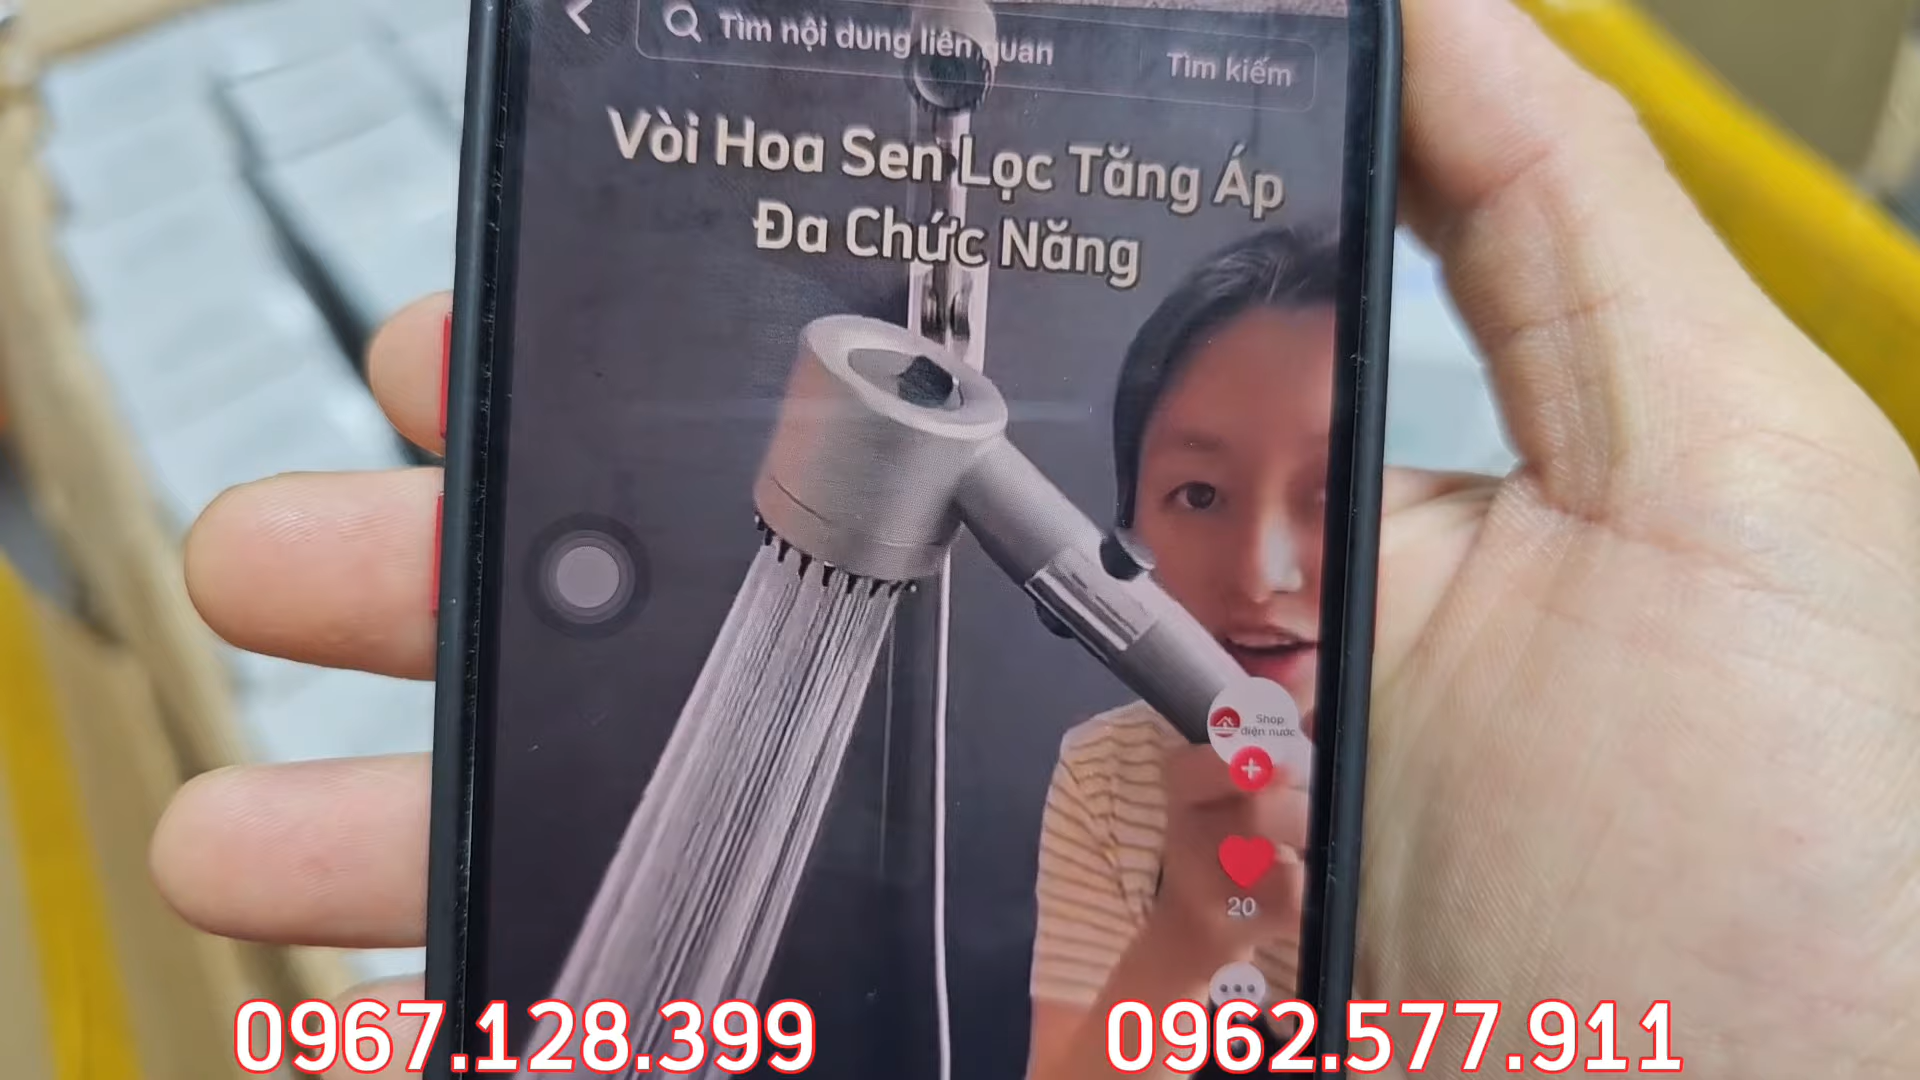 Tìm nội dung liên quan
Tìm kiếm
Vòi Hoa Sen Lọc Tăng Áp
Đa Chức Năng
Shop
điện nước
20
0967.128.399
0962.577.911